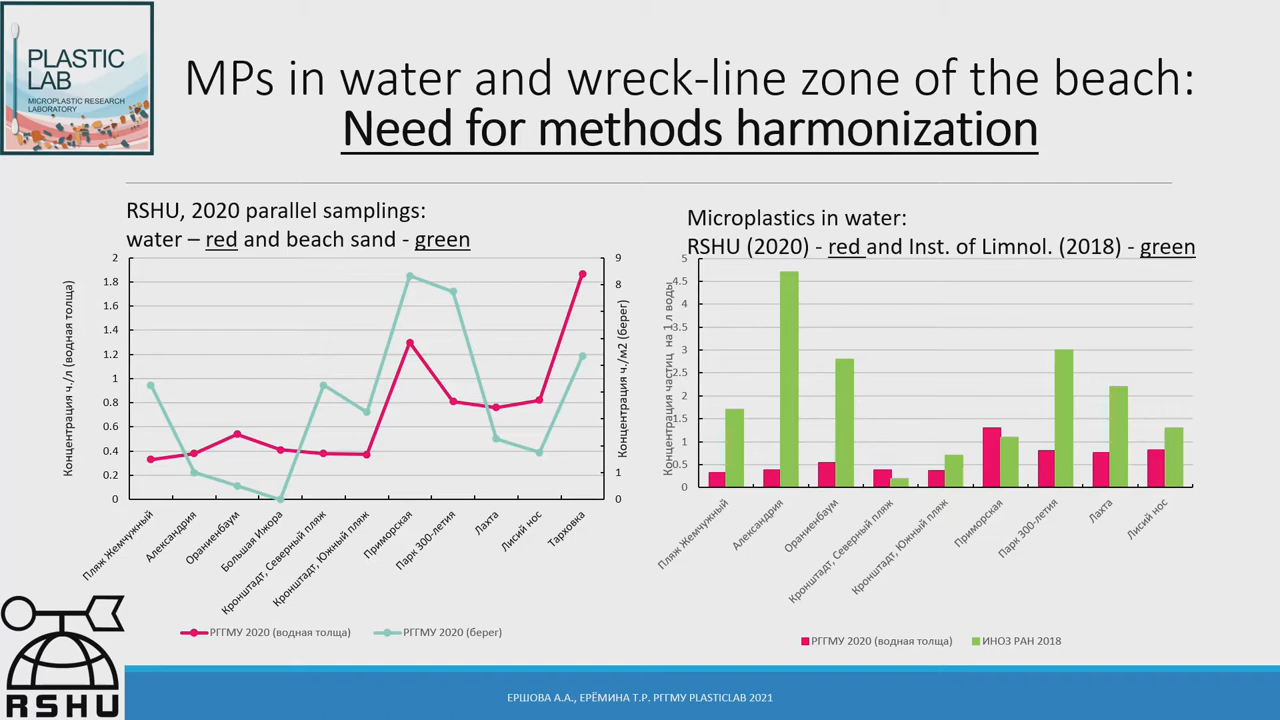 PLASTIC
LAB
MICROPLASTIC RESEARCH
LABORATORY
MPs in water and wreck-line zone of the beach:
Need for methods harmonization
RSHU, 2020 parallel samplings:
water – red and beach sand - green
Концентрация ч./л (водная толща)
2
1.8
1.6
1.4
1.2
1
0.8
0.6
0.4
0.2
0
9
8
1
0
Концентрация ч./м2 (берег)
Пляж Жемчужный
Александрия
Ораниенбаум
Большая Ижора
Кронштадт, Северный пляж
Кронштадт, Южный пляж
Приморская
Парк 300-летия
Лахта
Лисий нос
Тарховка
РГГМУ 2020 (водная толща)
РГГМУ 2020 (берег)
Microplastics in water:
RSHU (2020) - red and Inst. of Limnol. (2018) - green
Концентрация частиц на 1 л воды
5
4.5
4
3.5
3
2.5
2
1.5
1
0.5
0
Пляж Жемчужный
Александрия
Ораниенбаум
Кронштадт, Северный пляж
Кронштадт, Южный пляж
Приморская
Парк 300-летия
Лахта
Лисий нос
РГГМУ 2020 (водная толща)
ИНОЗ РАН 2018
RSHU
ЕРШОВА А.А., ЕРЁМИНА Т.Р. РГГМУ PLASTICLAB 2021